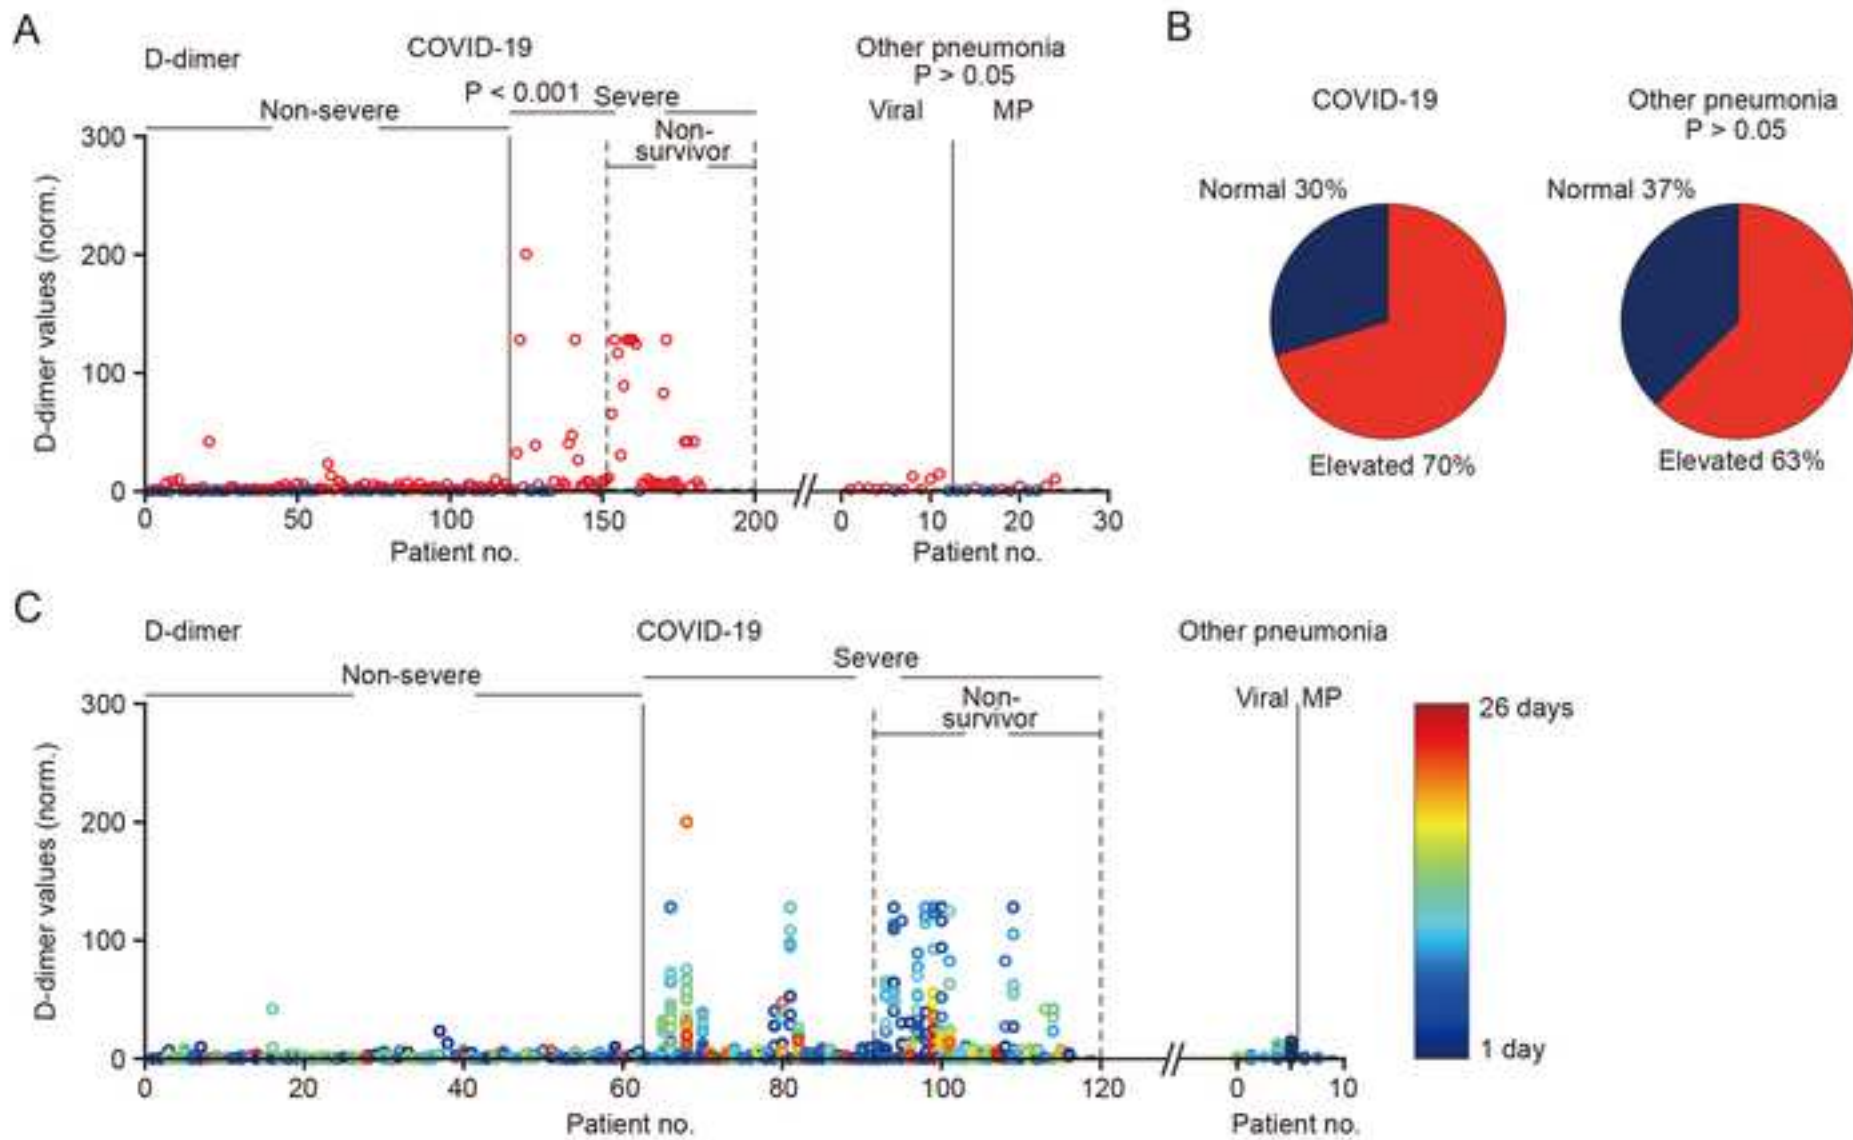 A
D-dimer
COVID-19
Other pneumonia
P > 0.05
P < 0.001
Severe
Non-severe
Viral
MP
Non-
survivor
D-dimer values (norm.)
300
200
100
0
0
50
100
150
200
0
10
20
30
Patient no.
Patient no.
B
COVID-19
Other pneumonia
P > 0.05
Normal 30%
Normal 37%
Elevated 70%
Elevated 63%
C
D-dimer
COVID-19
Other pneumonia
Severe
Non-severe
Non-
survivor
Viral
MP
D-dimer values (norm.)
300
200
100
0
0
20
40
60
80
100
120
0
10
Patient no.
Patient no.
26 days
1 day